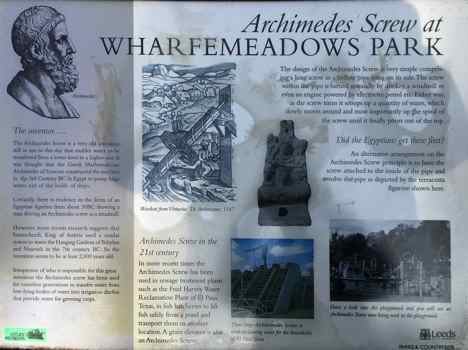 Archimedes Screw at
WHARFEMEADOWS PARK
Archimedes
The invention ....
The Archimedes Screw is a very old invention
still in use to this day that enables water to be
transferred from a lower level to a higher one. It
was thought that the Greek Mathematician
Archimedes of Syracuse constructed the machine
in the 3rd Century BC in Egypt to pump bilge
water out of the holds of ships.
Certainly there is evidence in the form of an
Egyptian figurine from about 30BC showing a
man driving an Archimedes screw as a treadmill.
However more recent research suggests that
Sennacherib, King of Assyria used a similar
system to water the Hanging Gardens of Babylon
and Nineveh in the 7th century BC. So the
invention seems to be at least 2,500 years old.
Irrespective of who is responsible for this great
invention the Archimedes screw has been used
for countless generations to transfer water from
low-lying bodies of water into irrigation ditches
that provide water for growing crops.
Woodcut from Vitruvius' De Architectura, 1547
Archimedes Screw in the
21st century
In more recent times the
Archimedes Screw has been
used in sewage treatment plants
such as the Fred Harvey Water
Reclamation Plant of El Paso,
Texas, in fish hatcheries to lift
fish safely from a pond and
transport them to another
location. A grain elevator is also
an Archimedes Screw.
The design of the Archimedes Screw is very simple
long screw in a hollow pipe The screw
within the pipe is turned manually by a windmill or
even an engine powered by electricity, petrol etc. Either way,
as the screw turns it scoops up a quantity of water, which
slowly moves around and most importantly up the spiral of
the screw until it finally pours out of the top.
Did the Egyptians get there first?
An alternative arrangement on the
Archimedes Screw principle is to have the
screw attached to the inside of the pipe and
the pipe as depicted by the terracotta
figurine shown here.
Archimedes Screws
of El Paso Texas
Have a look into the playground and you will see an
Archimedes Screw being used in the playground.
Leeds
PARKS & COUNTRYSIDE